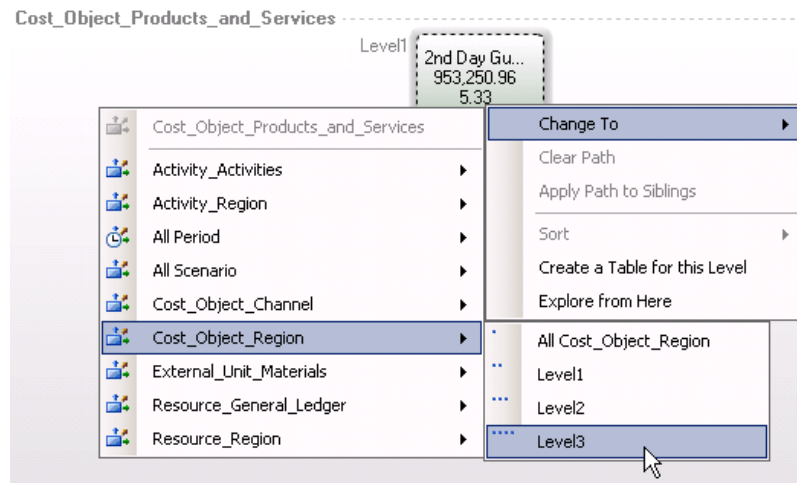 Cost_Object_Products_and_Services
Level1
2nd Day Gu...
953,250.96
5.33
Cost_Object_Products_and_Services
Activity_Activities
Activity_Region
All Period
All Scenario
Cost_Object_Channel
Cost_Object_Region
External_Unit_Materials
Resource_General_Ledger
Resource_Region
Change To
Clear Path
Apply Path to Siblings
Sort
Create a Table for this Level
Explore from Here
All Cost_Object_Region
Level1
Level2
Level3